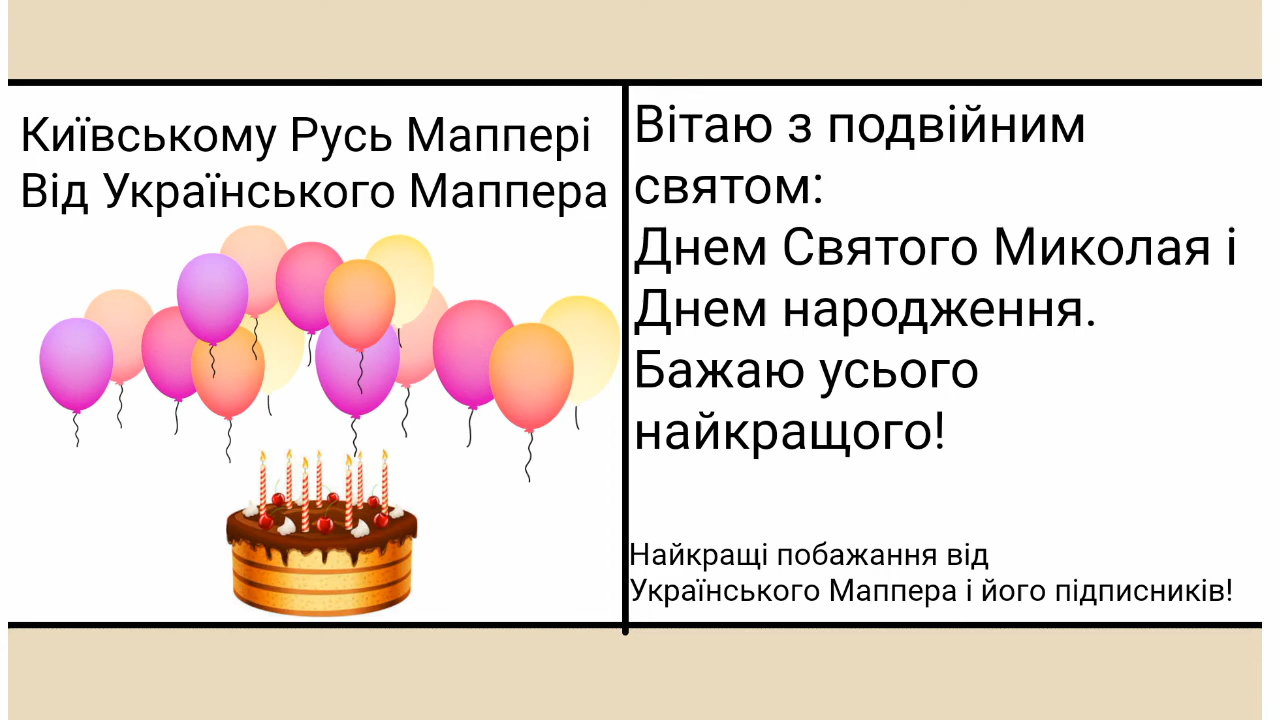 Київському Русь Маппері
Від Українського Маппера
Вітаю з подвійним
святом:
Днем Святого Миколая і
Днем народження.
Бажаю усього
найкращого!
Найкращі побажання від
Українського Маппера і його підписників!